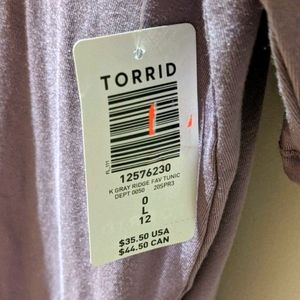 TORRID
12576230
K GRAY RIDGE FAV TUNIC
DEPT 0050 20SPR3
0
L
12
$35.50 USA
$44.50 CAN